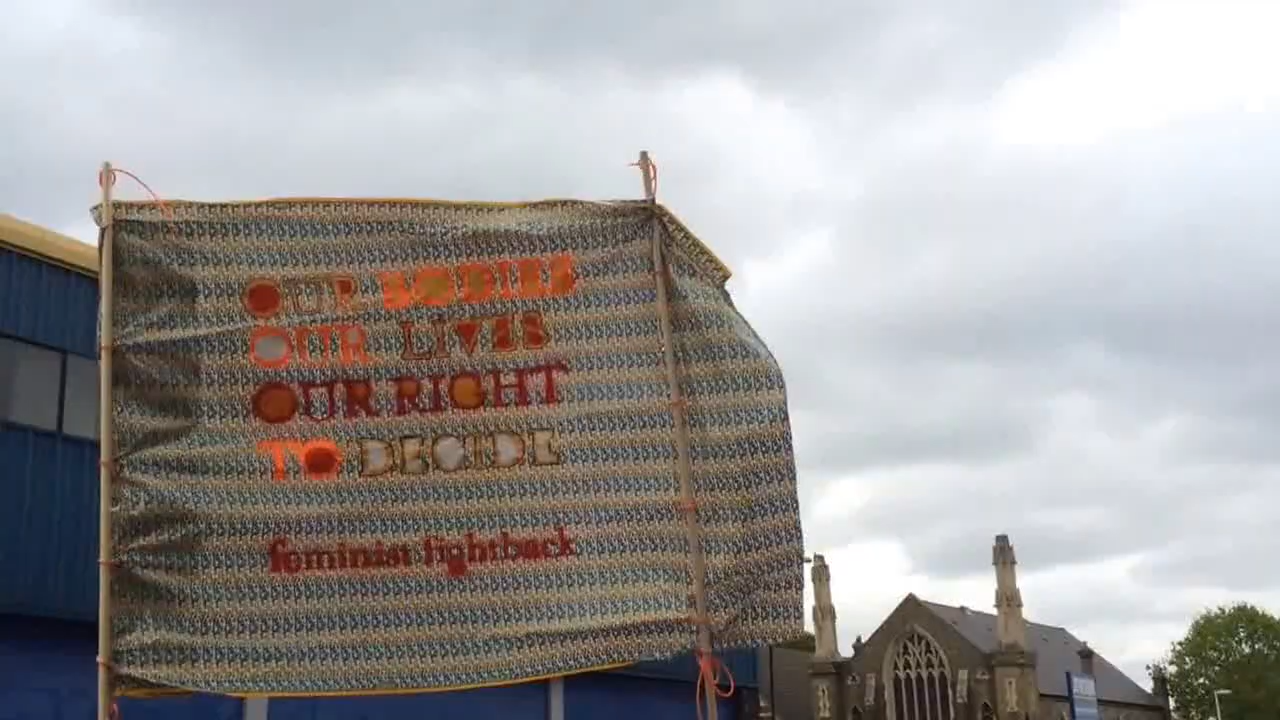 OUR BODIES
OUR LIVES
OUR RIGHT
TO DECIDE
feminist fightback